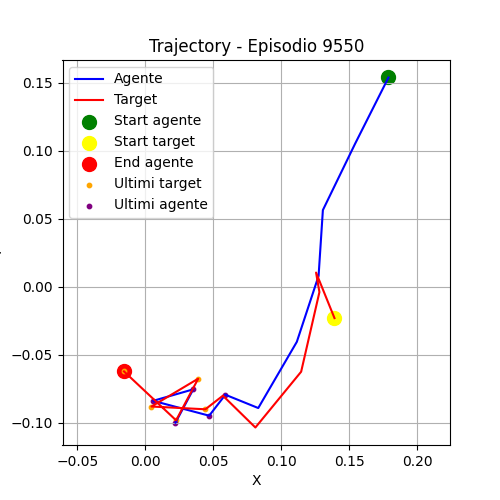 Trajectory - Episodio 9550
Agente
Target
Start agente
Start target
End agente
Ultimi target
Ultimi agente
0.15
0.10
0.05
0.00
−0.05
−0.10
−0.05
0.00
0.05
0.10
0.15
0.20
X